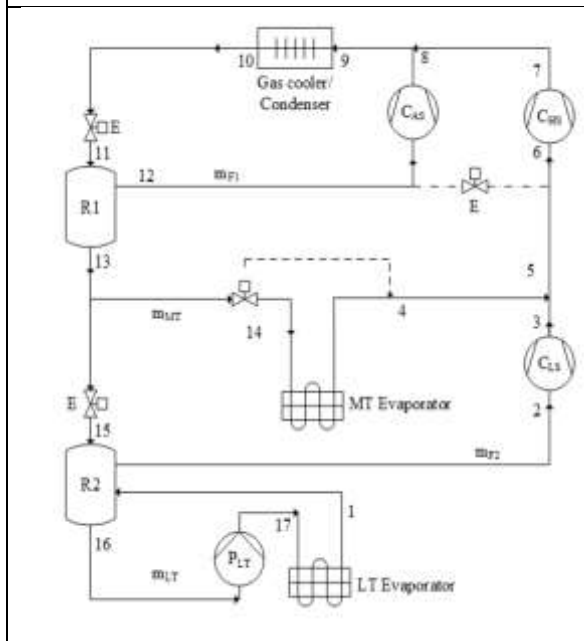 10
9
8
7
Gas cooler/
Condenser
C_AS
C_HS
E
11
6
12
m_F1
R1
E
13
5
m_MT
14
4
3
C_LS
MT Evaporator
E
15
2
R2
m_F2
16
17
1
P_LT
m_LT
LT Evaporator